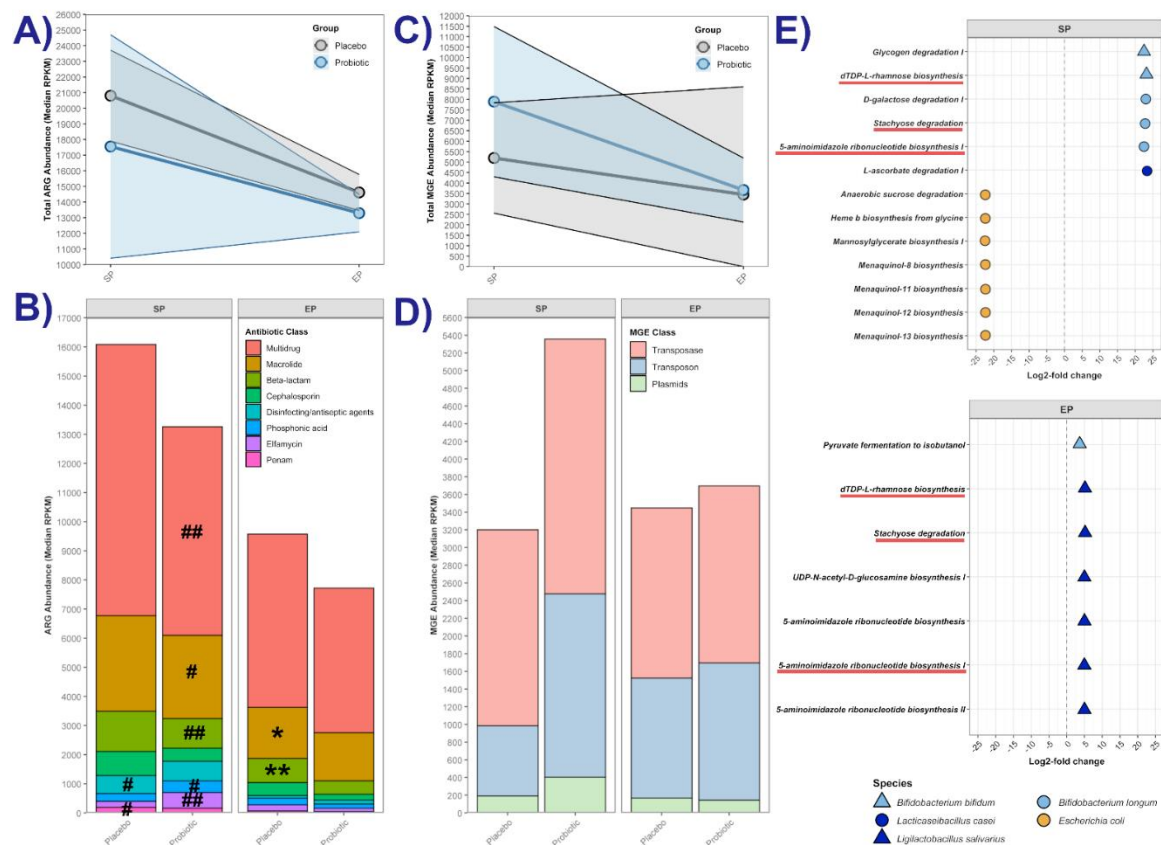 A)
Total ARG Abundance (Median RPKM)
26000
25000
24000
23000
22000
21000
20000
19000
18000
17000
16000
15000
14000
13000
12000
11000
10000
Group
Placebo
Probiotic
SP
EP
C)
Total MGE Abundance (Median RPKM)
12000
11500
11000
10500
10000
9500
9000
8500
8000
7500
7000
6500
6000
5500
5000
4500
4000
3500
3000
2500
2000
1500
1000
500
0
Group
Placebo
Probiotic
SP
EP
B)
SP
EP
ARG Abundance (Median RPKM)
17000
16000
15000
14000
13000
12000
11000
10000
9000
8000
7000
6000
5000
4000
3000
2000
1000
0
Antibiotic Class
Multidrug
Macrolide
Beta-lactam
Cephalosporin
Disinfecting/antiseptic agents
Phosphonic acid
Elfamycin
Penam
##
#
##
#
#
##
#
*
**
Placebo
Probiotic
Placebo
Probiotic
D)
SP
EP
MGE Abundance (Median RPKM)
5600
5400
5200
5000
4800
4600
4400
4200
4000
3800
3600
3400
3200
3000
2800
2600
2400
2200
2000
1800
1600
1400
1200
1000
800
600
400
200
0
MGE Class
Transposase
Transposon
Plasmids
Placebo
Probiotic
Placebo
Probiotic
E)
SP
Glycogen degradation I
dTDP-L-rhamnose biosynthesis
D-galactose degradation I
Stachyose degradation
5-aminoimidazole ribonucleotide biosynthesis I
L-ascorbate degradation I
Anaerobic sucrose degradation
Heme b biosynthesis from glycine
Mannosylglycerate biosynthesis I
Menaquinol-8 biosynthesis
Menaquinol-11 biosynthesis
Menaquinol-12 biosynthesis
Menaquinol-13 biosynthesis
-25 -20 -15 -10 -5 0 5 10 15 20 25
Log2-fold change
EP
Pyruvate fermentation to isobutanol
dTDP-L-rhamnose biosynthesis
Stachyose degradation
UDP-N-acetyl-D-glucosamine biosynthesis I
5-aminoimidazole ribonucleotide biosynthesis
5-aminoimidazole ribonucleotide biosynthesis I
5-aminoimidazole ribonucleotide biosynthesis II
-25 -20 -15 -10 -5 0 5 10 15 20 25
Log2-fold change
Species
Bifidobacterium bifidum
Bifidobacterium longum
Lacticaseibacillus casei
Escherichia coli
Ligilactobacillus salivarius